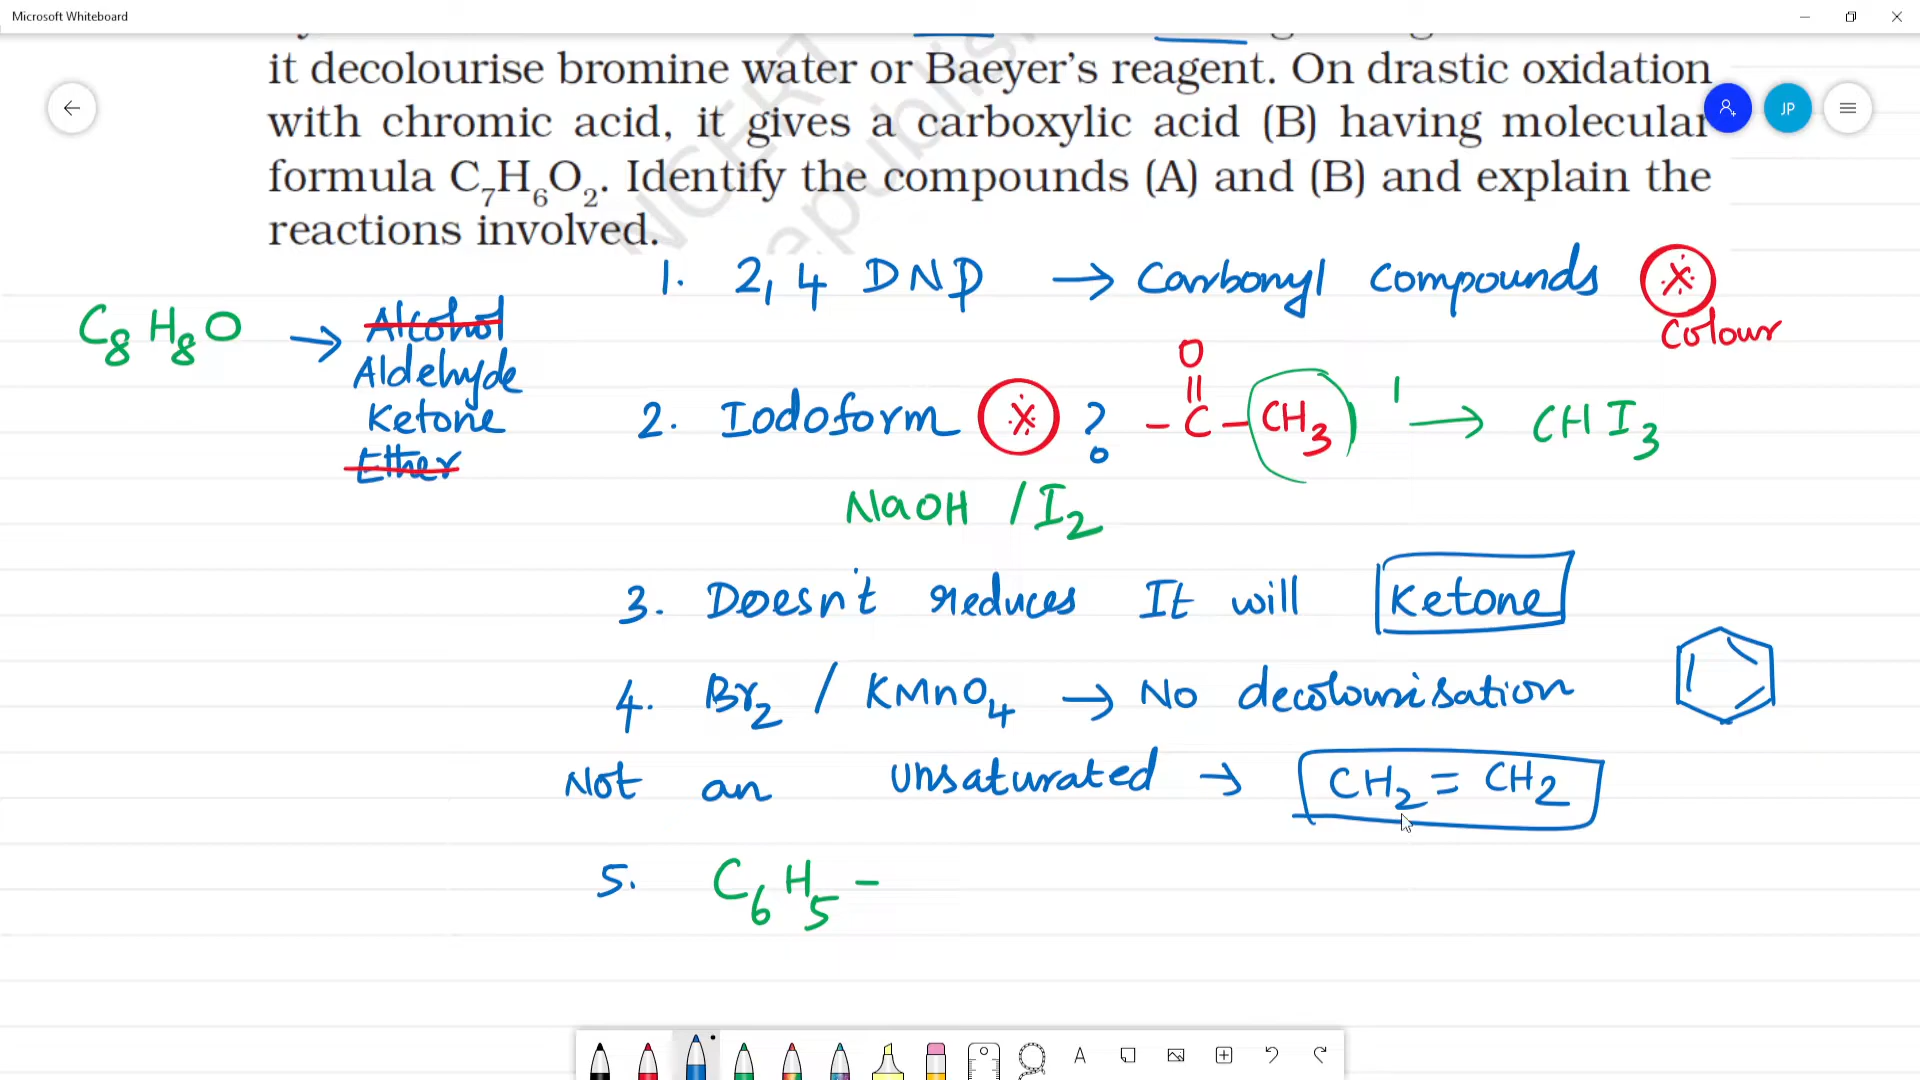 Microsoft Whiteboard
it decolourise bromine water or Baeyer's reagent. On drastic oxidation
with chromic acid, it gives a carboxylic acid (B) having molecular
formula C₇H₆O₂. Identify the compounds (A) and (B) and explain the
reactions involved.
JP
1. 2,4 DNP → Carbonyl compounds
Colour
C₈H₈O → Alcohol
Aldehyde
Ketone
Ether
2. Iodoform ? -C-CH₃ → CHI₃
O
NaOH / I₂
3. Doesn't reduces It will Ketone
4. Br₂ / KMnO₄ → No decolourisation
Not an unsaturated → CH₂ = CH₂
5. C₆H₅ -
A